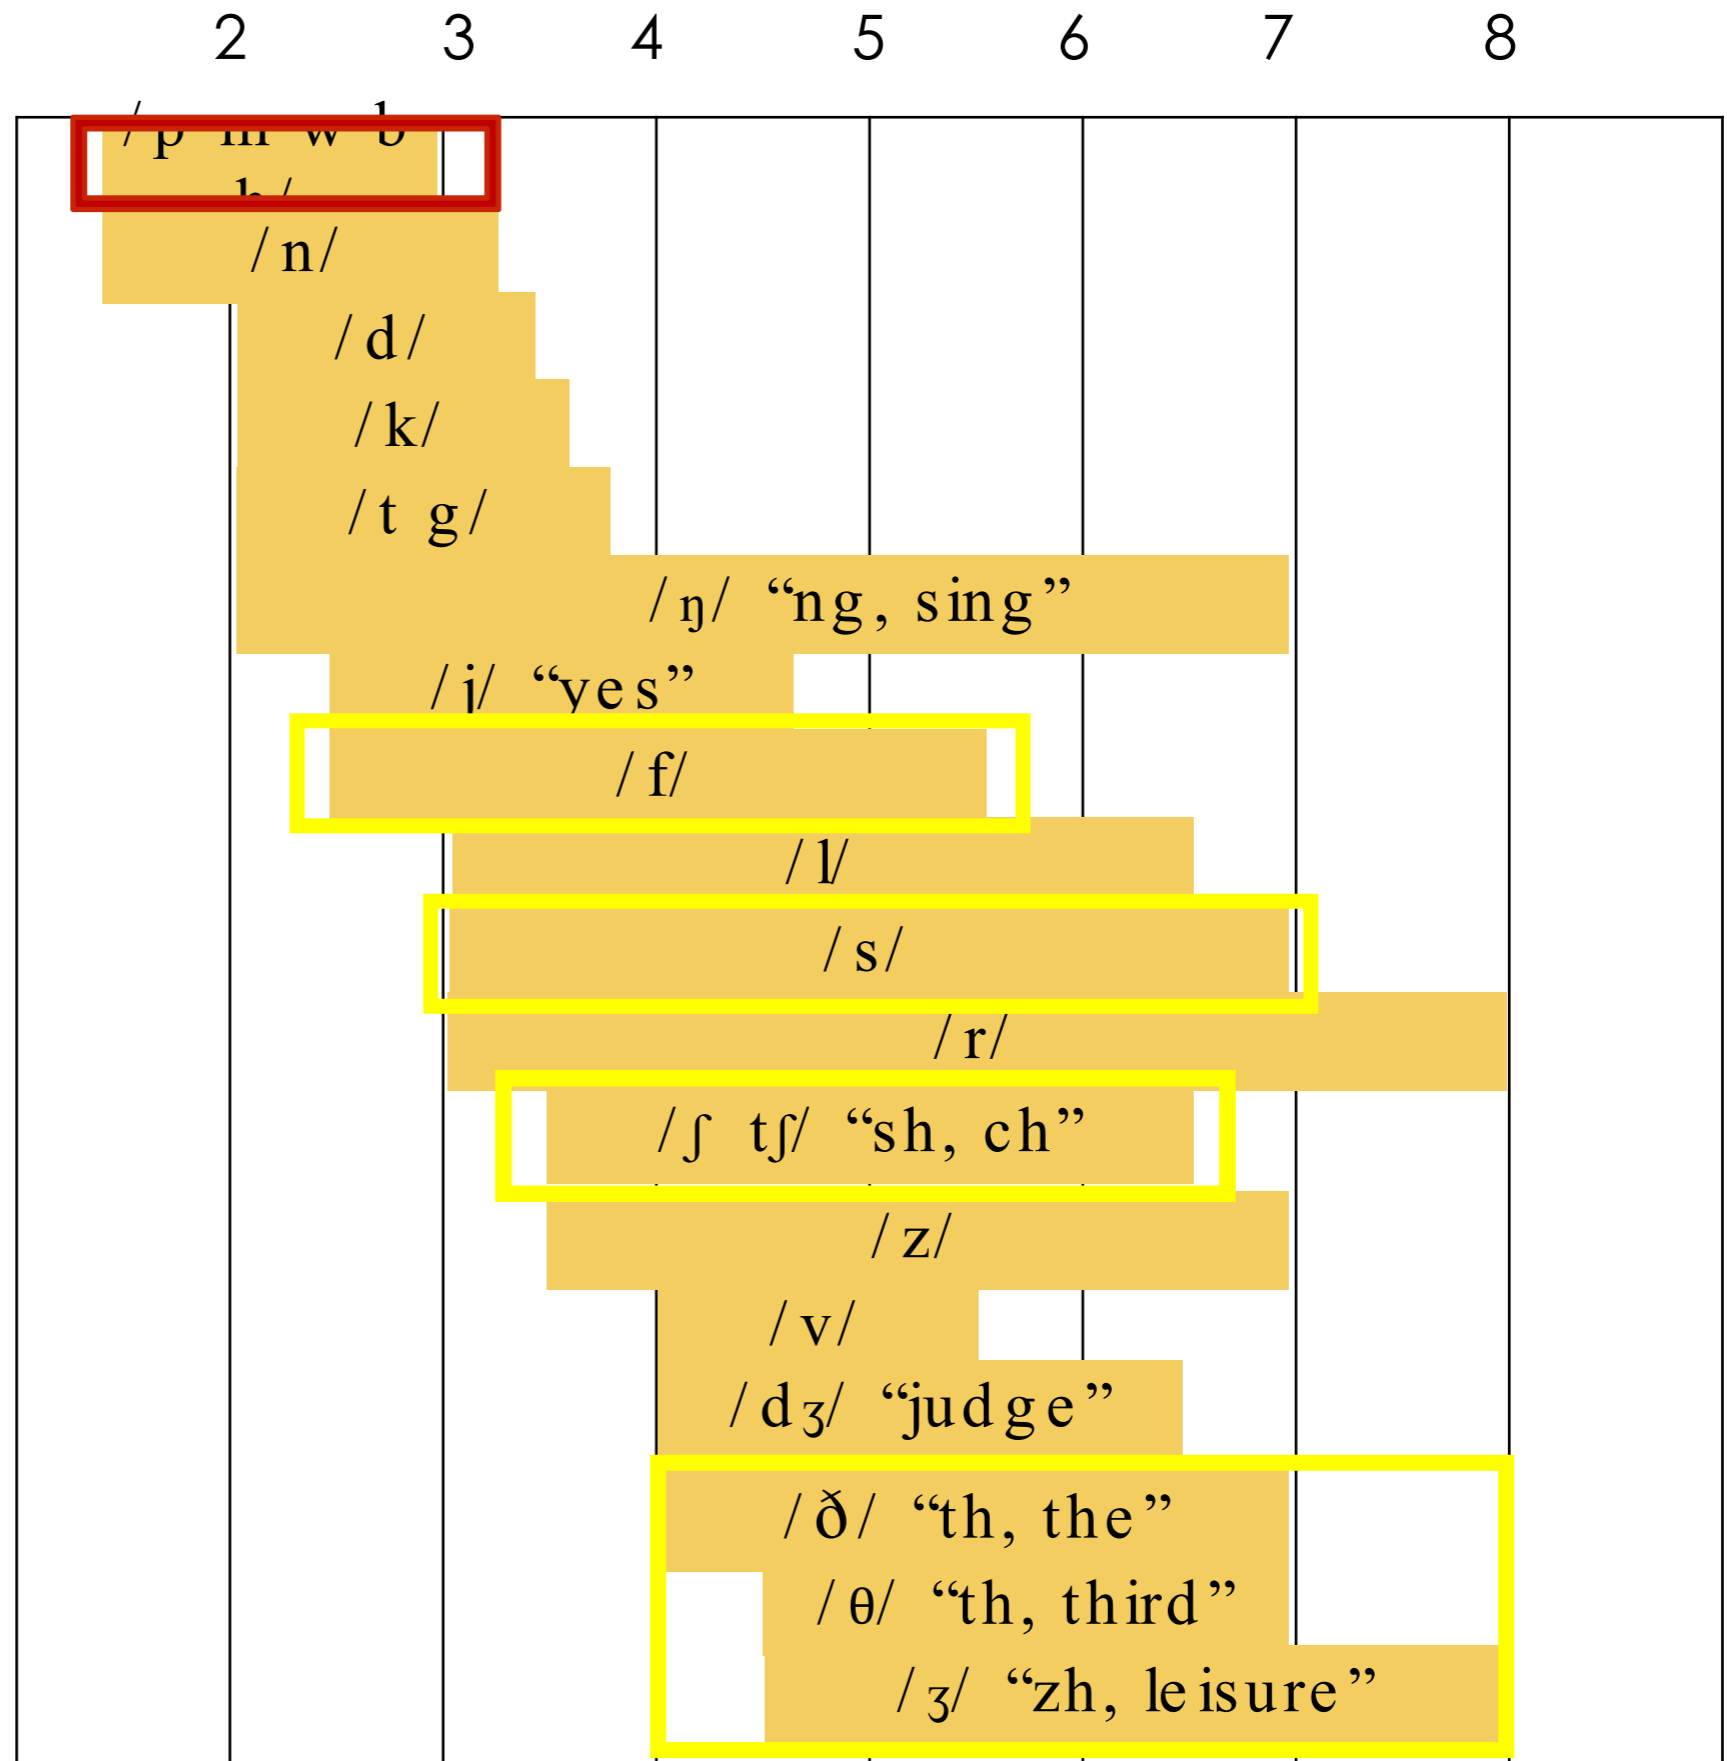 2 3 4 5 6 7 8
/p m w b
h/
/n/
/d/
/k/
/t g/
/ŋ/ “ng, sing”
/j/ “yes”
/f/
/l/
/s/
/r/
/ʃ tʃ/ “sh, ch”
/z/
/v/
/dʒ/ “judge”
/ð/ “th, the”
/θ/ “th, third”
/ʒ/ “zh, leisure”